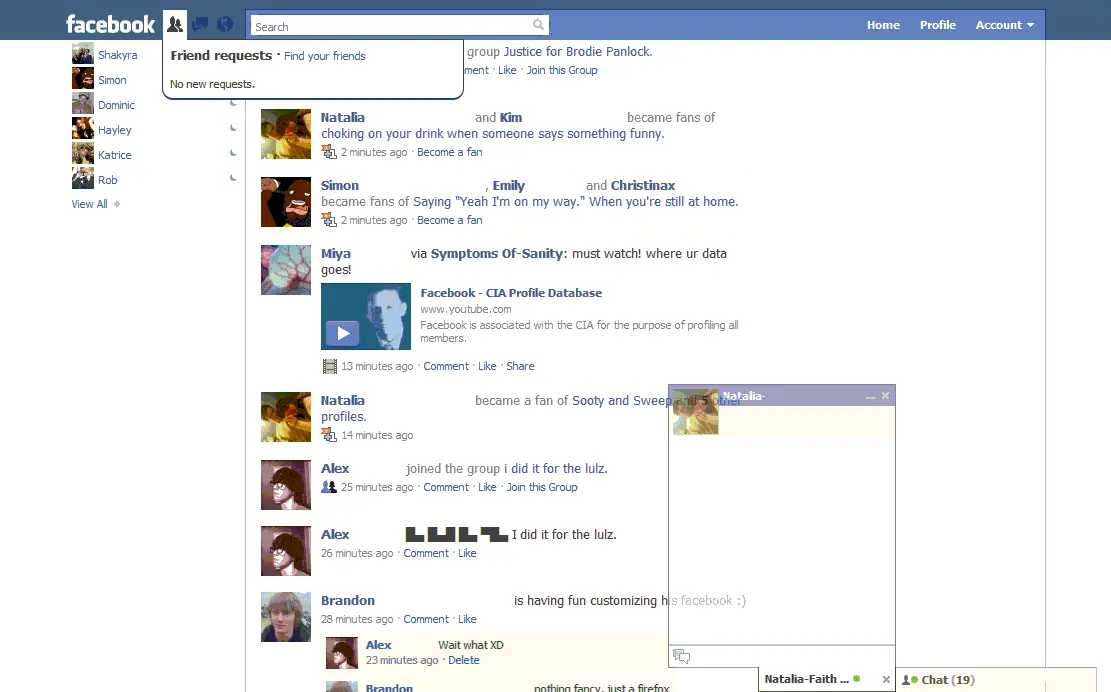 facebook
Search
Home Profile Account
Friend requests · Find your friends
No new requests.
Shakyra
Simon
Dominic
Hayley
Katrice
Rob
View All
group Justice for Brodie Panlock.
ment · Like · Join this Group
Natalia and Kim became fans of
choking on your drink when someone says something funny.
2 minutes ago · Become a fan
Simon , Emily and Christinax
became fans of Saying "Yeah I'm on my way." When you're still at home.
2 minutes ago · Become a fan
Miya via Symptoms Of-Sanity: must watch! where ur data
goes!
Facebook - CIA Profile Database
www.youtube.com
Facebook is associated with the CIA for the purpose of profiling all
members.
13 minutes ago · Comment · Like · Share
Natalia became a fan of Sooty and Sweep and 5 other
profiles.
14 minutes ago
Alex joined the group i did it for the lulz.
25 minutes ago · Comment · Like · Join this Group
Alex I did it for the lulz.
26 minutes ago · Comment · Like
Brandon is having fun customizing his facebook :}
28 minutes ago · Comment · Like
Alex Wait what XD
23 minutes ago · Delete
Brandon nothing fancy, just a firefox
Natalia-
Natalia-Faith ...
Chat (19)